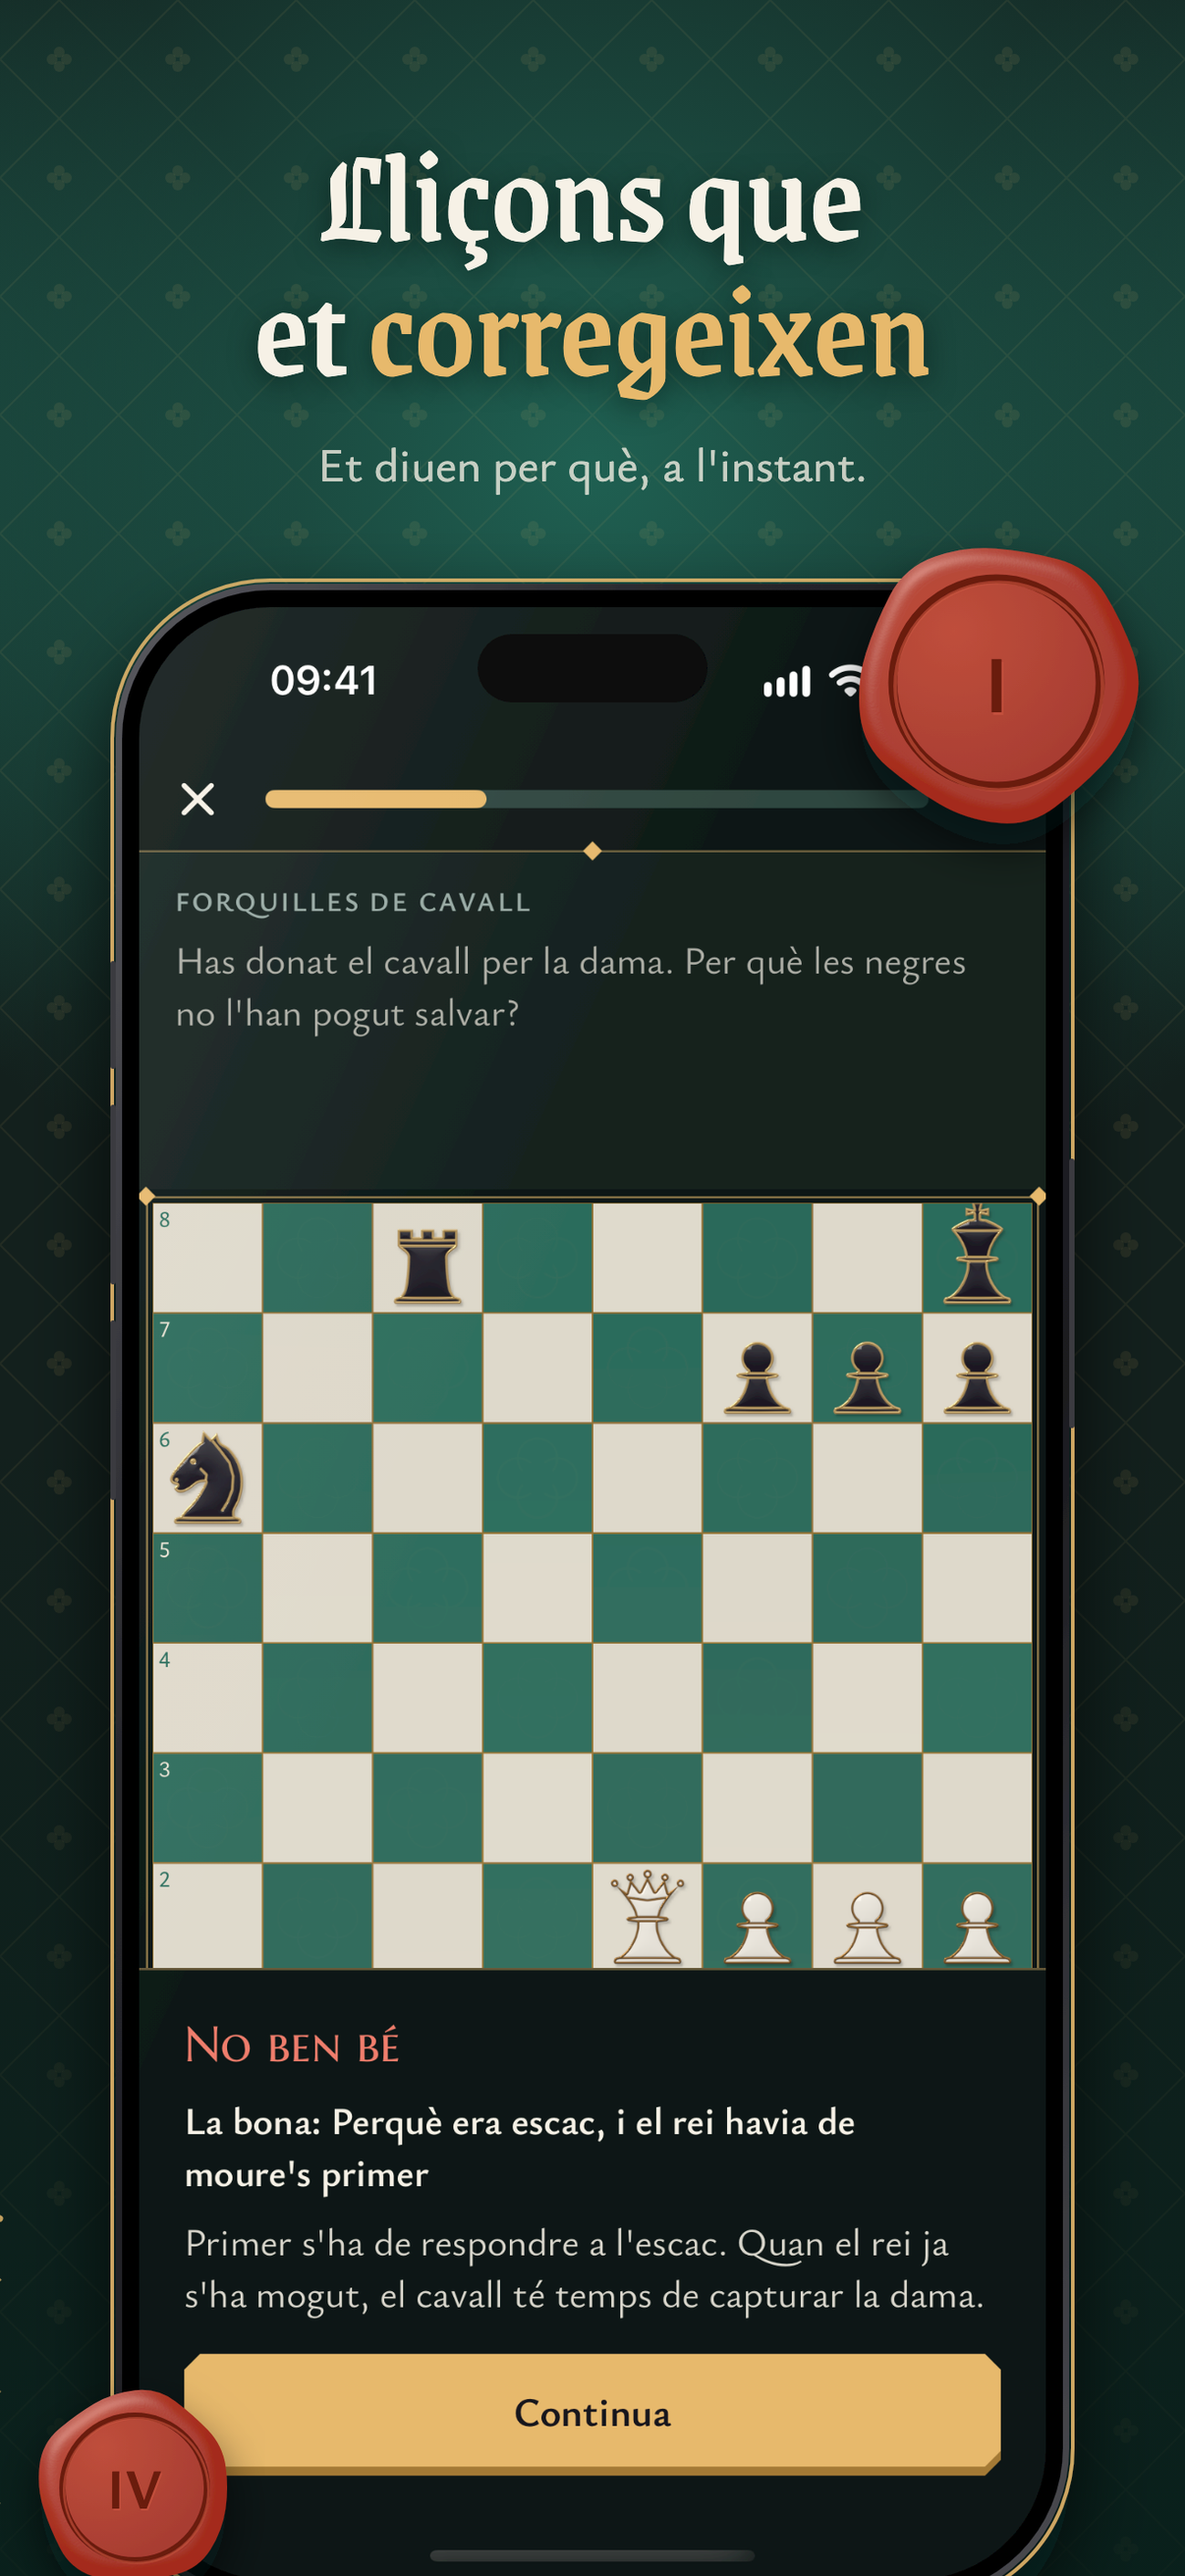 Lliçons que
et corregeixen
Et diuen per què, a l'instant.
09:41
I
FORQUILLES DE CAVALL
Has donat el cavall per la dama. Per què les negres
no l'han pogut salvar?
8
7
6
5
4
3
2
No ben bé
La bona: Perquè era escac, i el rei havia de
moure's primer
Primer s'ha de respondre a l'escac. Quan el rei ja
s'ha mogut, el cavall té temps de capturar la dama.
Continua
IV